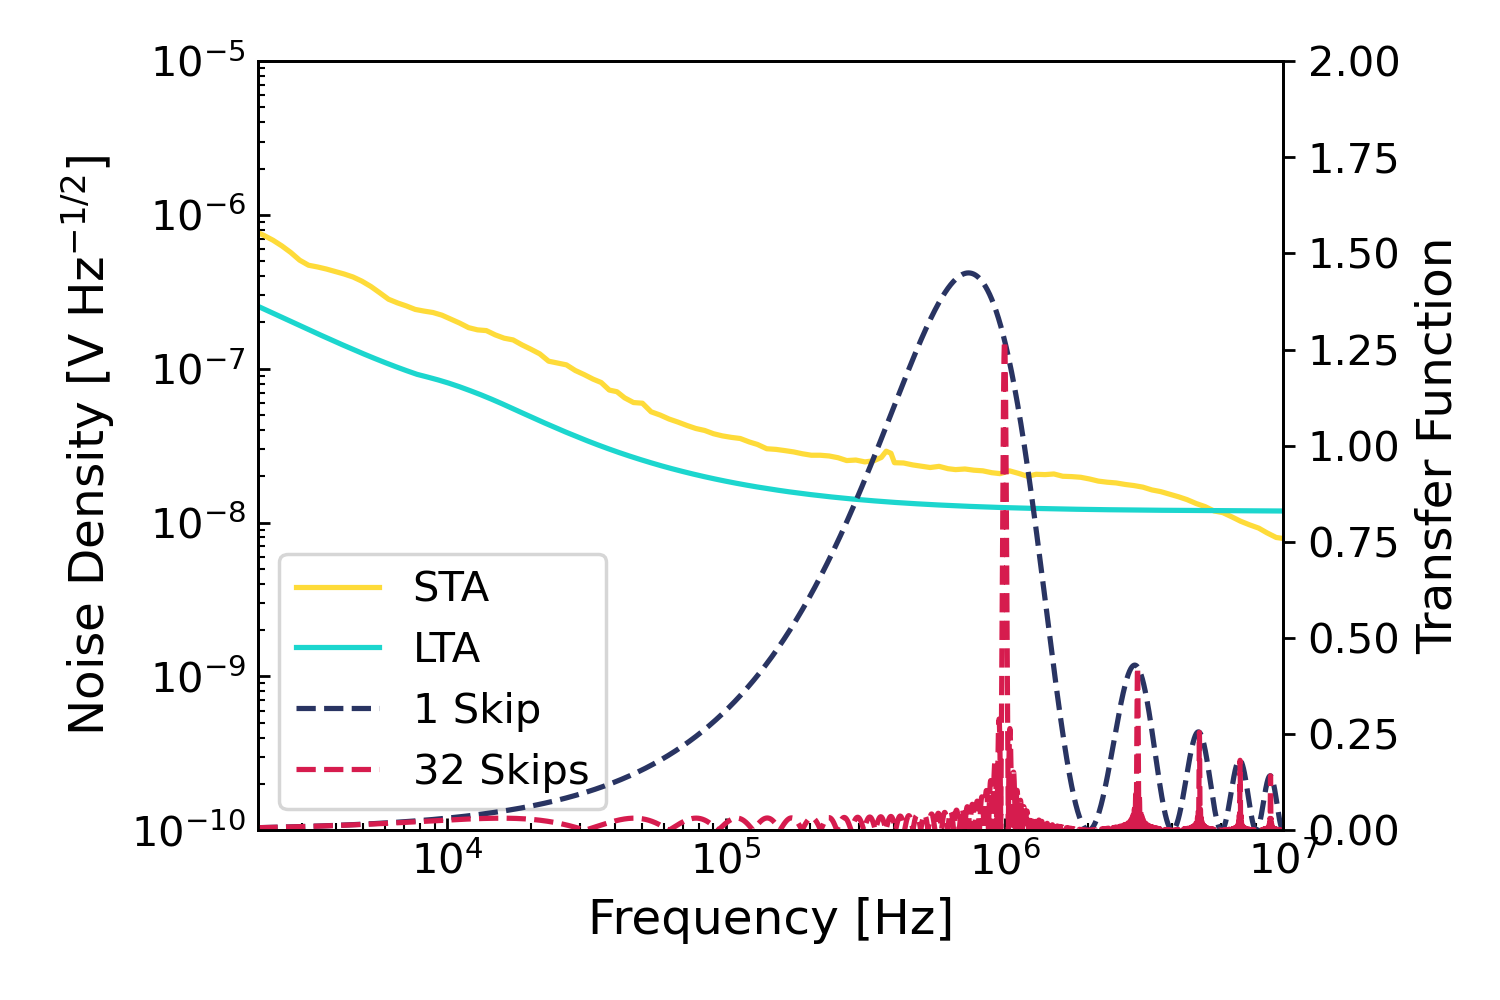 Noise Density [V Hz⁻¹/²]
10⁻⁵
10⁻⁶
10⁻⁷
10⁻⁸
10⁻⁹
10⁻¹⁰
STA
LTA
1 Skip
32 Skips
2.00
1.75
1.50
1.25
1.00
0.75
0.50
0.25
0.00
Transfer Function
10⁴
10⁵
10⁶
10⁷
Frequency [Hz]